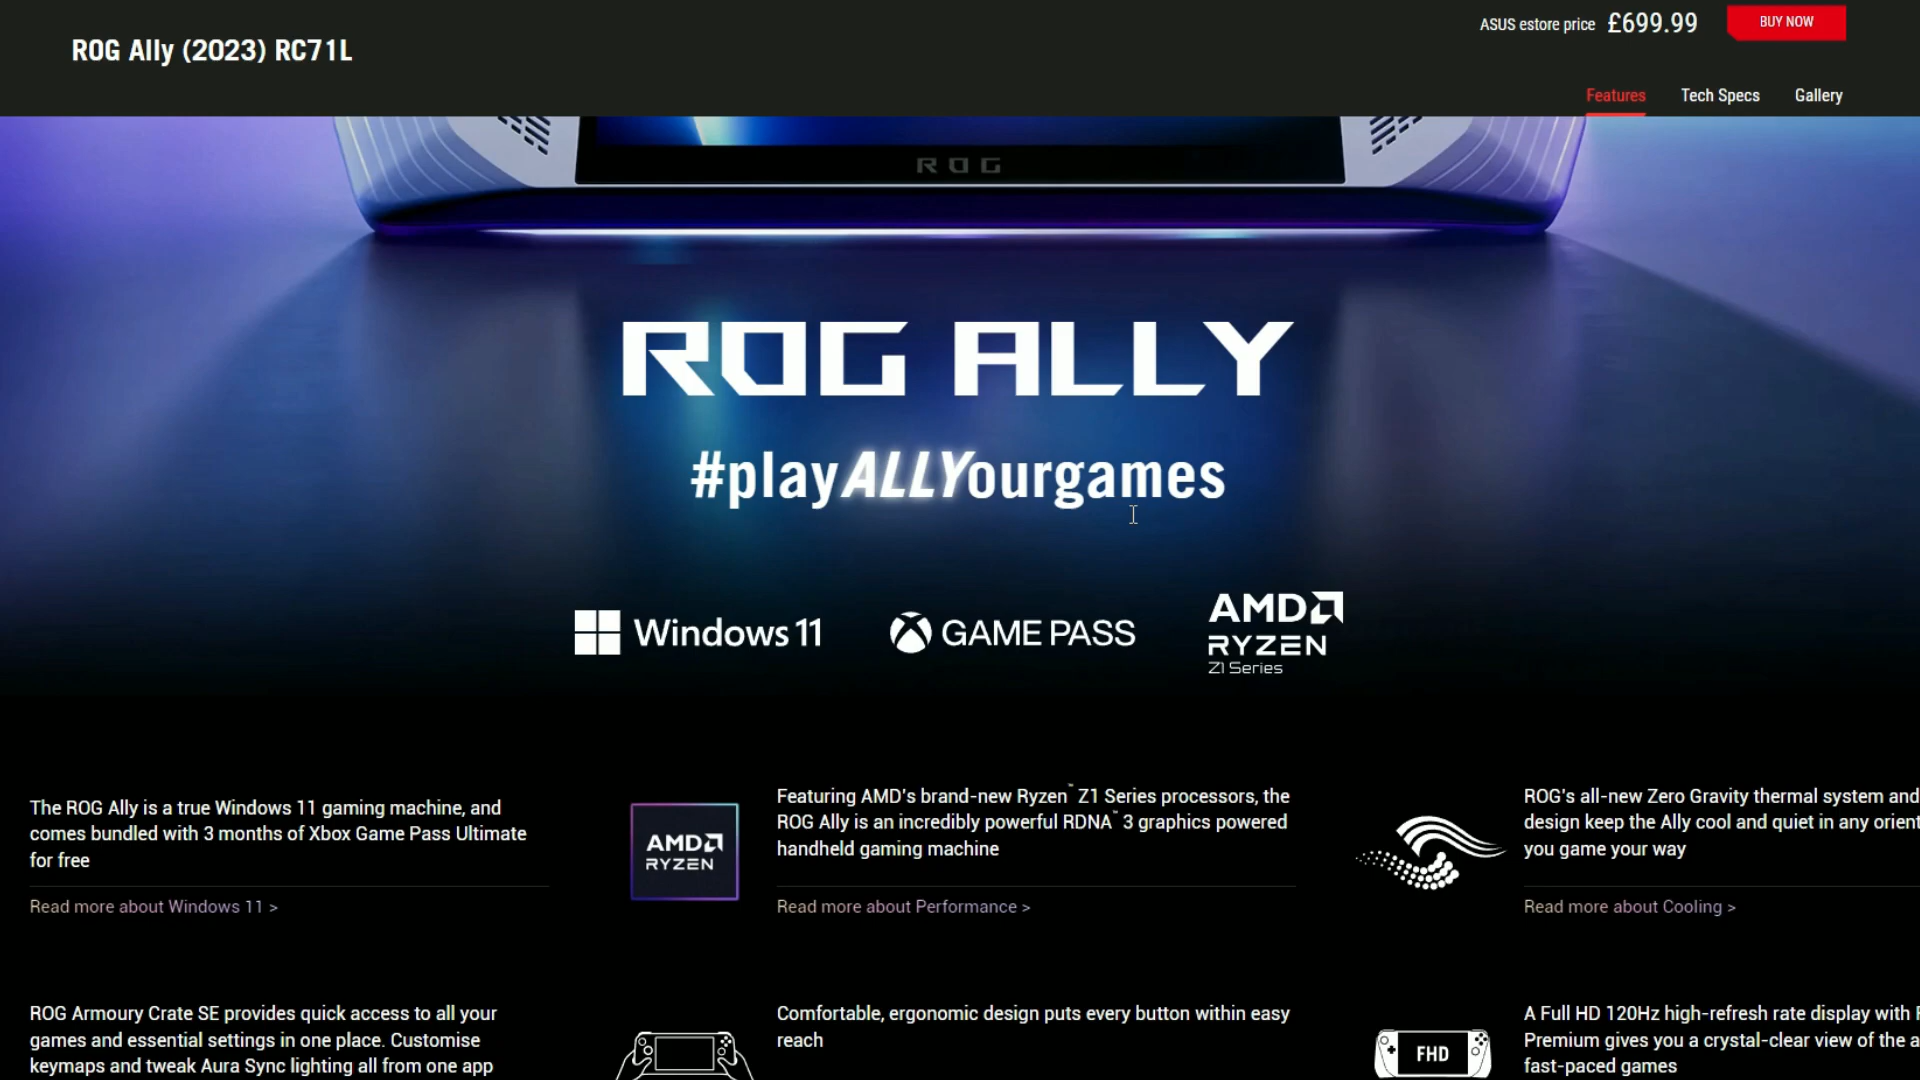 ROG Ally (2023) RC71L
ASUS estore price £699.99
BUY NOW
Features Tech Specs Gallery
ROG
ROG ALLY
#playALLYourgames
Windows 11
GAME PASS
AMD
RYZEN
Z1 Series
The ROG Ally is a true Windows 11 gaming machine, and
comes bundled with 3 months of Xbox Game Pass Ultimate
for free
Read more about Windows 11 >
AMD
RYZEN
Featuring AMD's brand-new Ryzen™ Z1 Series processors, the
ROG Ally is an incredibly powerful RDNA™ 3 graphics powered
handheld gaming machine
Read more about Performance >
ROG's all-new Zero Gravity thermal system and
design keep the Ally cool and quiet in any
you game your way
Read more about Cooling >
ROG Armoury Crate SE provides quick access to all your
games and essential settings in one place. Customise
keymaps and tweak Aura Sync lighting all from one app
Comfortable, ergonomic design puts every button within easy
reach
FHD
A Full HD 120Hz high-refresh rate display with
Premium gives you a crystal-clear view of the
fast-paced games